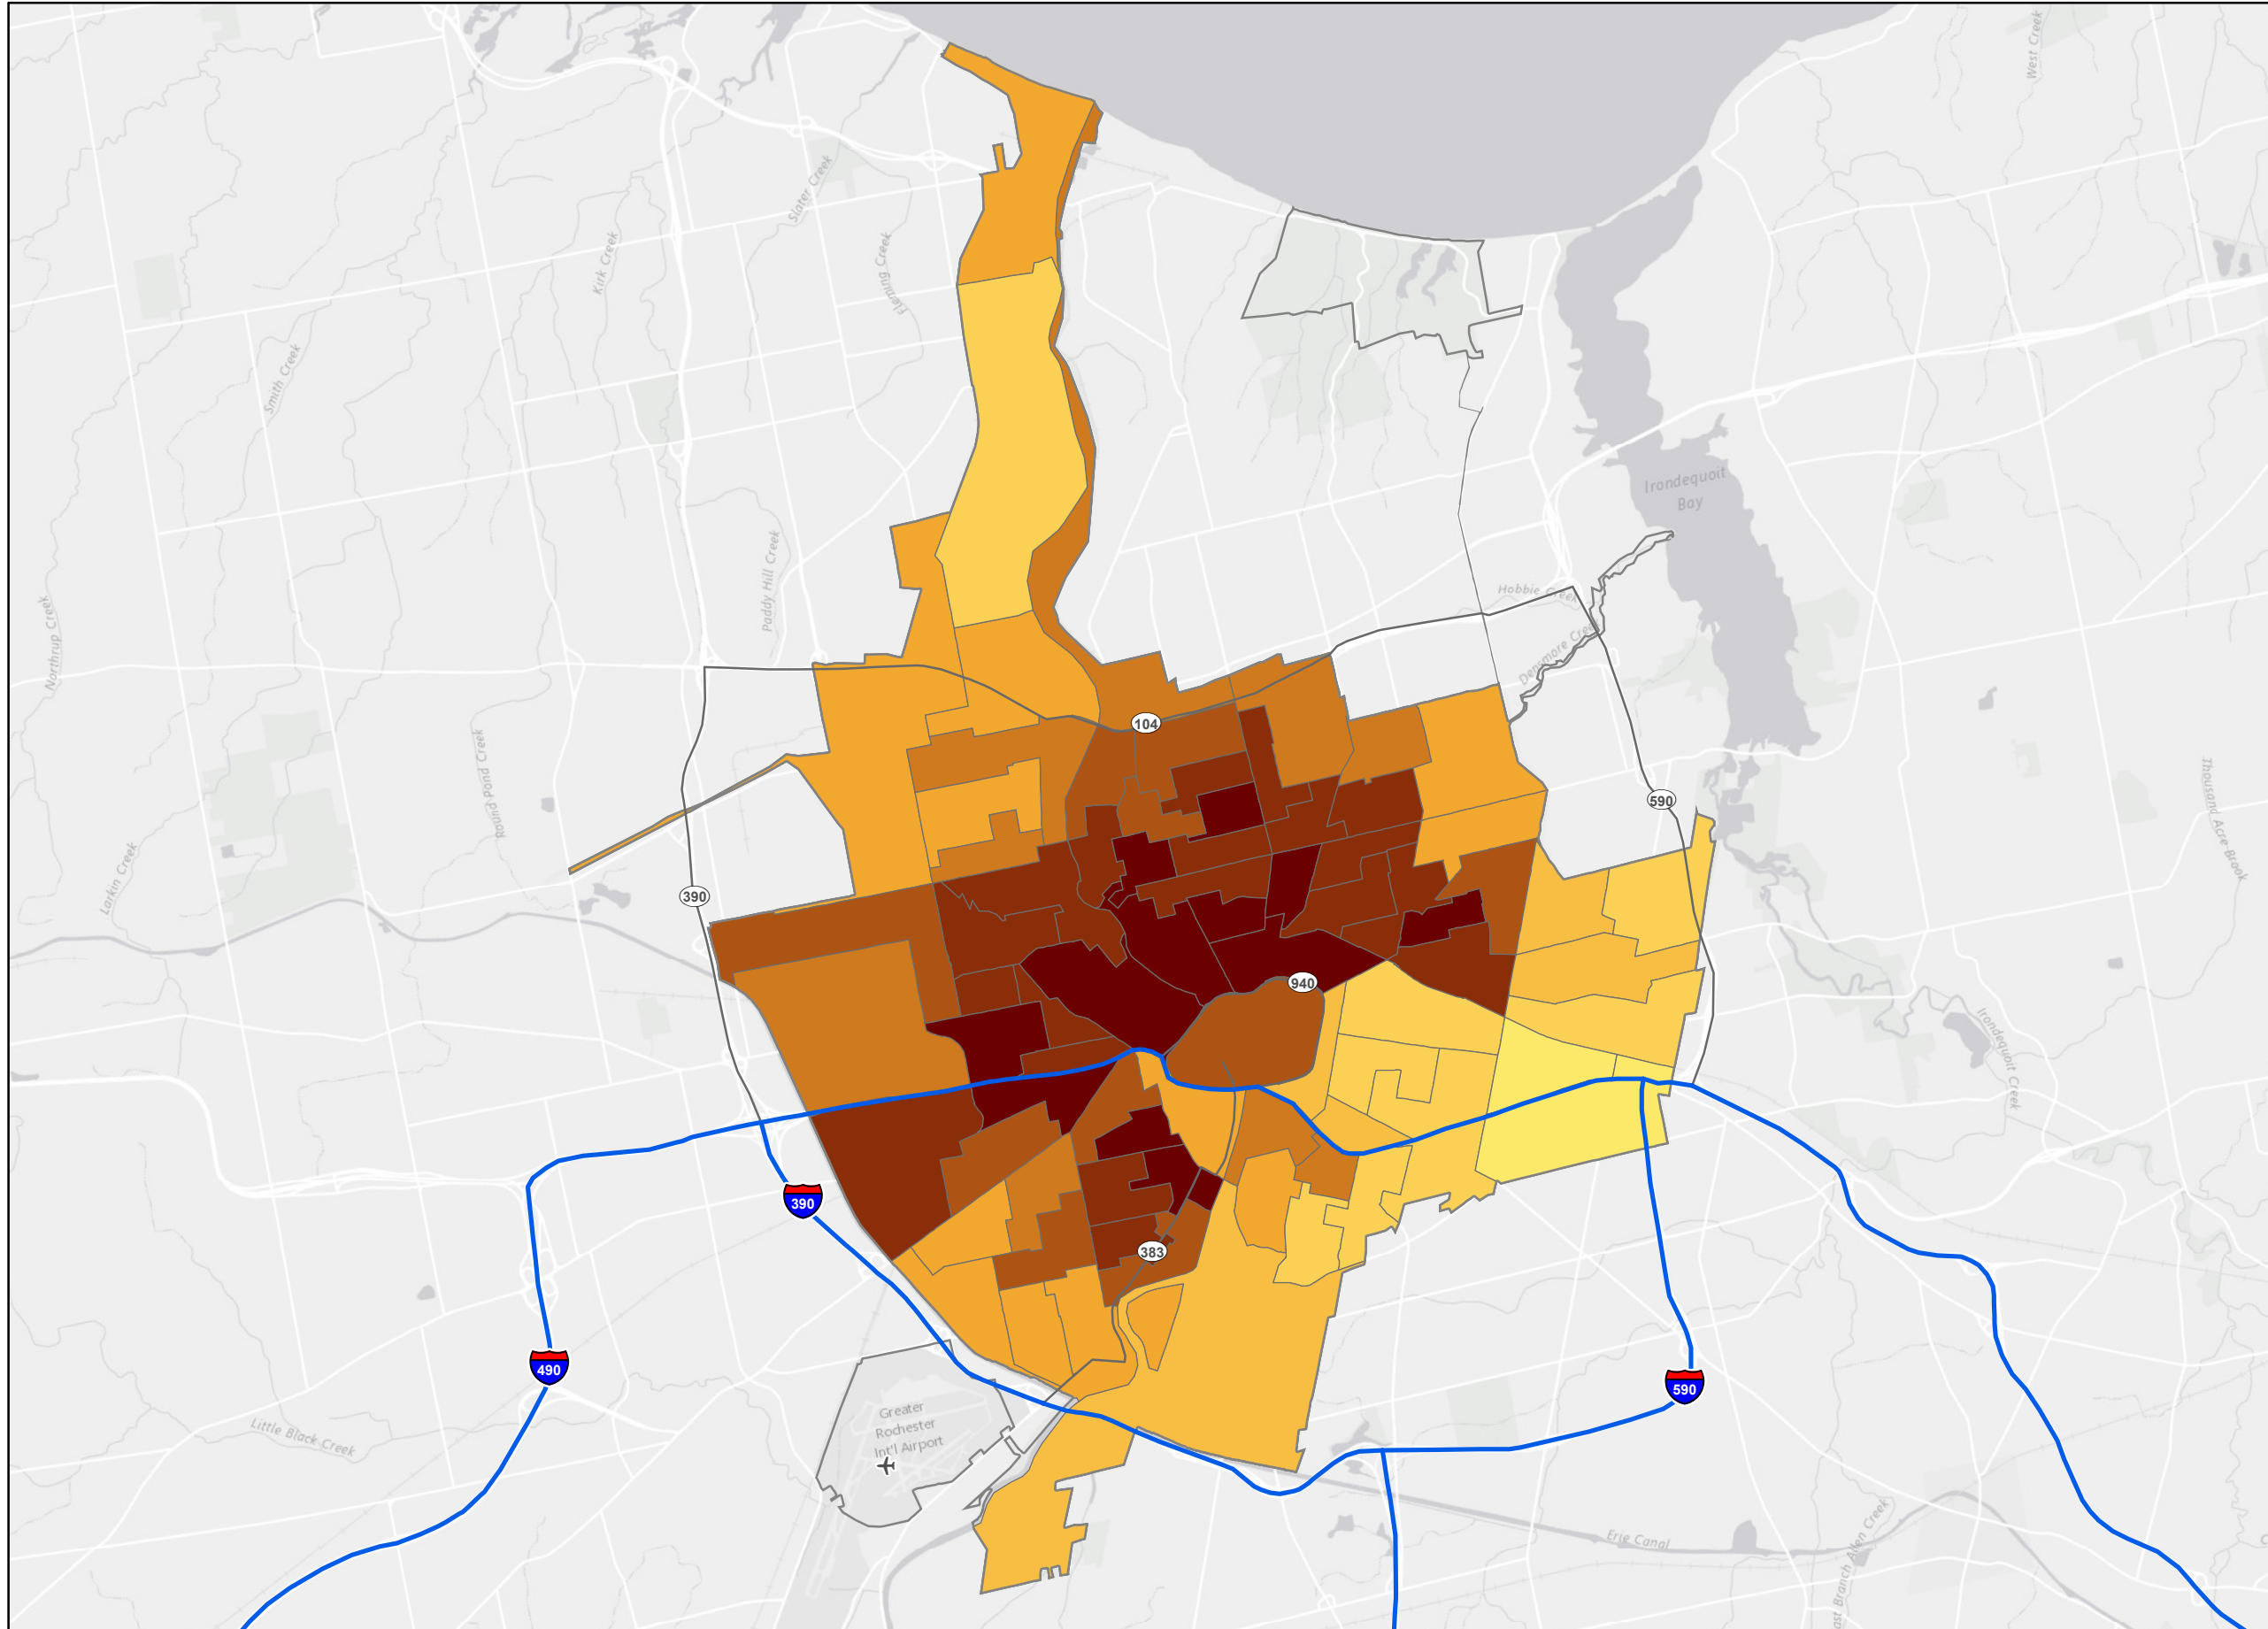 West Creek
Slater Creek
Kirk Creek
Fleming Creek
Smith Creek
Irondequoit
Bay
Paddy Hill Creek
Hobbie Creek
Northrup Creek
Densmore Creek
104
Round Pond Creek
590
Thousand Acre Brook
Larkin Creek
390
940
Irondequoit Creek
390
383
490
590
Greater
Rochester
Int'l Airport
Little Black Creek
Erie Canal
ast Branch Allen Creek
C